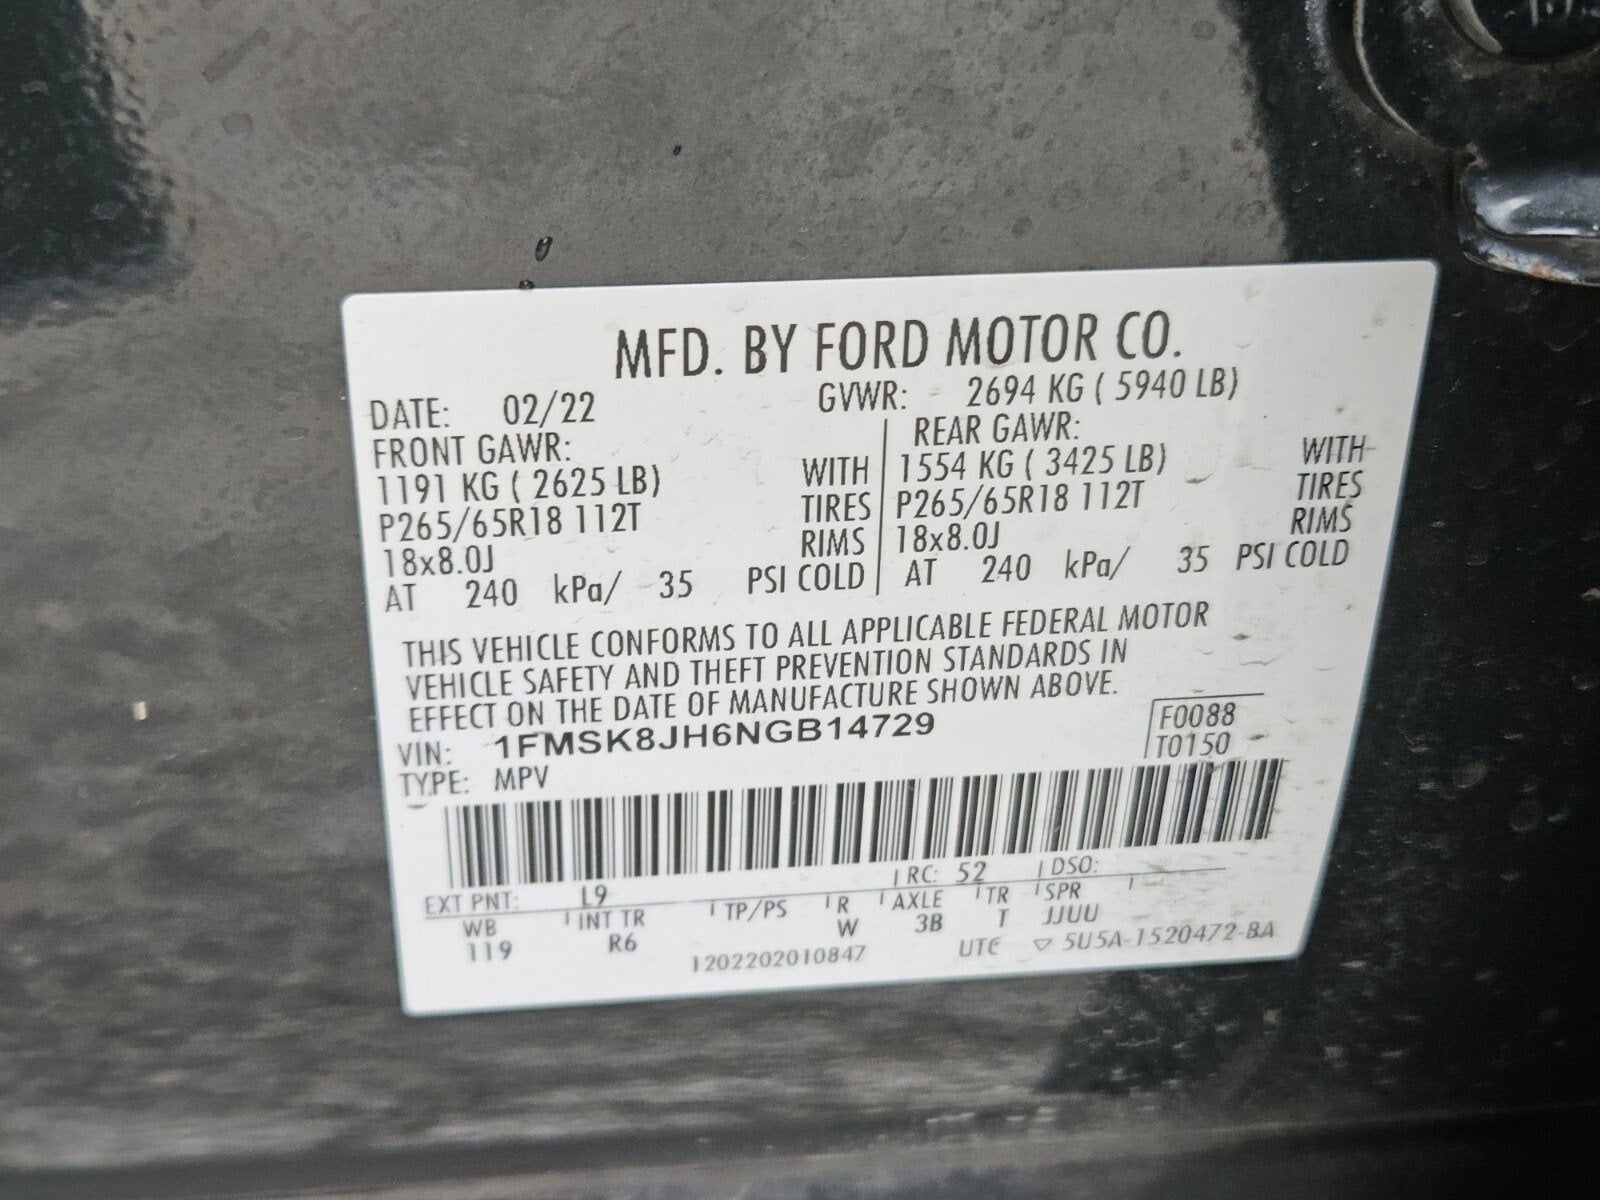 MFD. BY FORD MOTOR CO.
DATE: 02/22 GVWR: 2694 KG ( 5940 LB)
FRONT GAWR: REAR GAWR:
1191 KG ( 2625 LB) WITH 1554 KG ( 3425 LB) WITH
P265/65R18 112T TIRES P265/65R18 112T TIRES
18x8.0J RIMS 18x8.0J RIMS
AT 240 kPa/ 35 PSI COLD AT 240 kPa/ 35 PSI COLD
THIS VEHICLE CONFORMS TO ALL APPLICABLE FEDERAL MOTOR
VEHICLE SAFETY AND THEFT PREVENTION STANDARDS IN
EFFECT ON THE DATE OF MANUFACTURE SHOWN ABOVE.
VIN: 1FMSK8JH6NGB14729 F0088
TYPE: MPV T0150
EXT PNT: L9 RC: 52 DSO:
WB INT TR TP/PS R AXLE TR SPR
119 R6 W 3B T JJUU
1202202010847 UTC ▽ 5U5A-1520472-BA